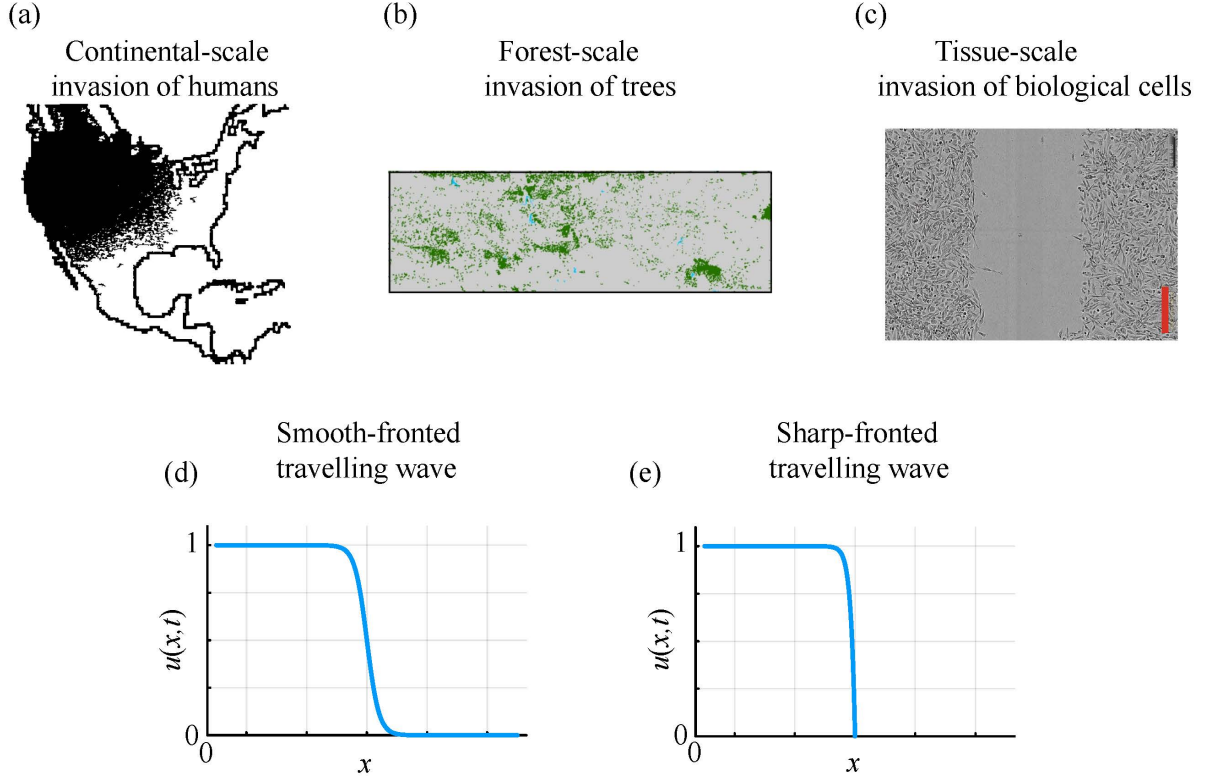 (a)
Continental-scale
invasion of humans
(b)
Forest-scale
invasion of trees
(c)
Tissue-scale
invasion of biological cells
(d)
Smooth-fronted
travelling wave
1
u(x,t)
0
0
x
(e)
Sharp-fronted
travelling wave
1
u(x,t)
0
0
x